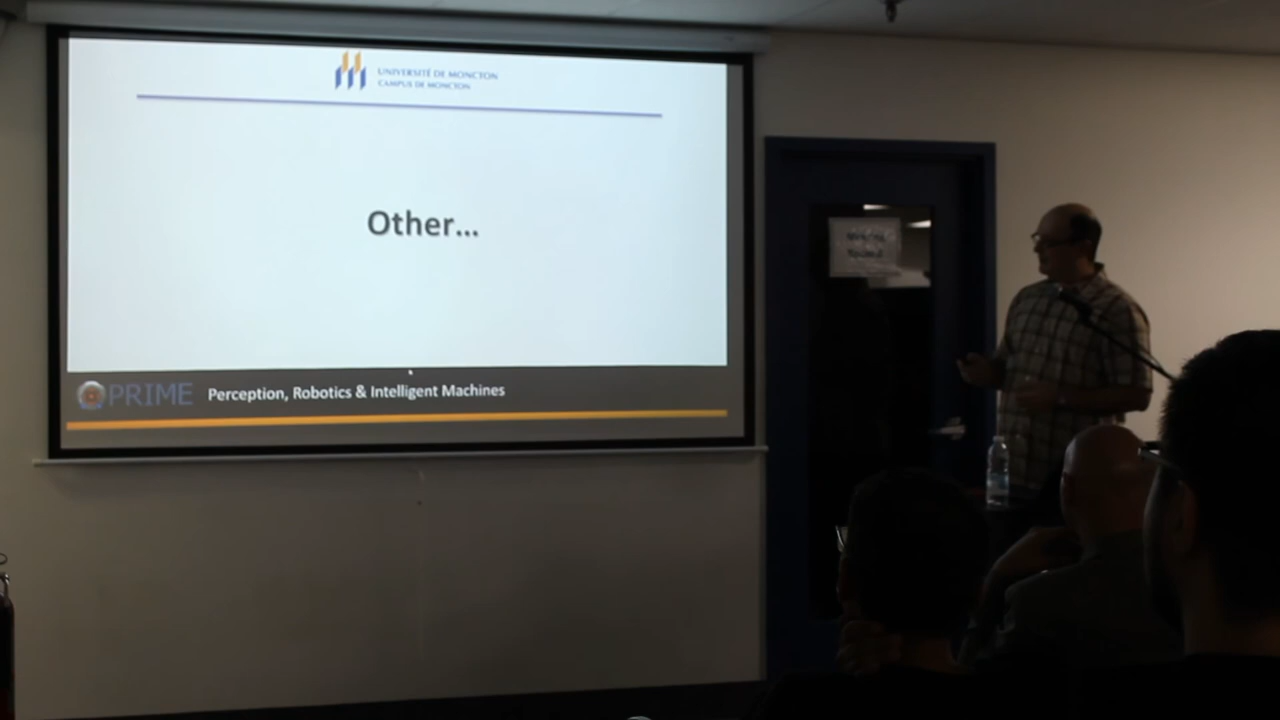 UNIVERSITÉ DE MONCTON
CAMPUS DE MONCTON
Other...
PRIME
Perception, Robotics & Intelligent Machines